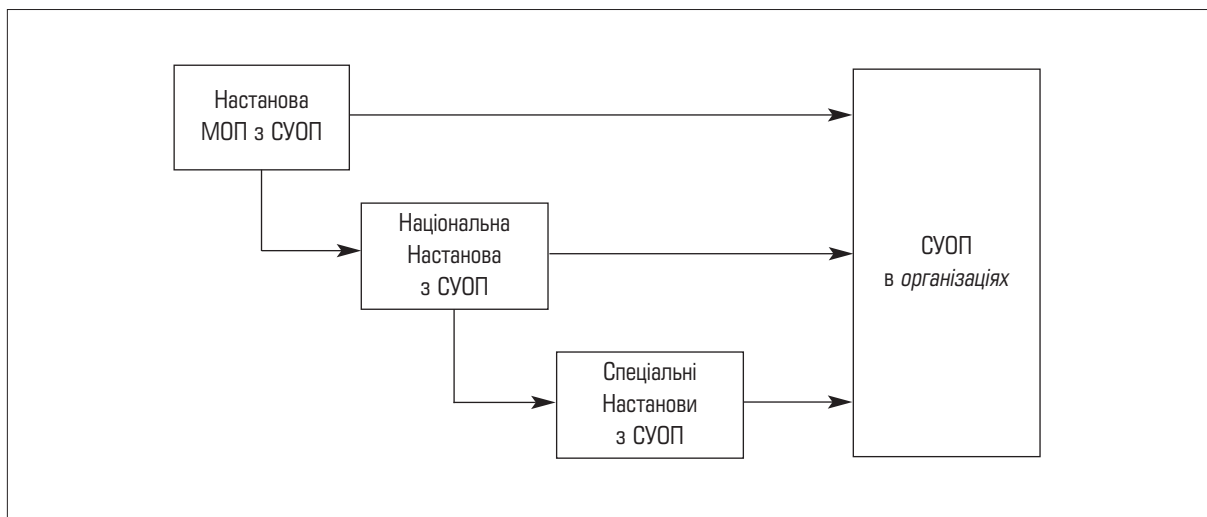 Настанова
МОП з СУОП
Національна
Настанова
з СУОП
Спеціальні
Настанови
з СУОП
СУОП
в організаціях